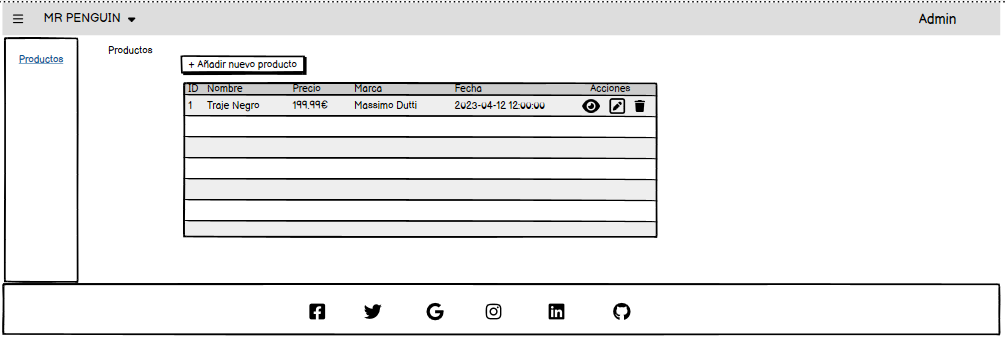 MR PENGUIN
Admin
Productos
Productos
+ Añadir nuevo producto
ID Nombre Precio Marca Fecha Acciones
1 Traje Negro 199.99€ Massimo Dutti 2023-04-12 12:00:00